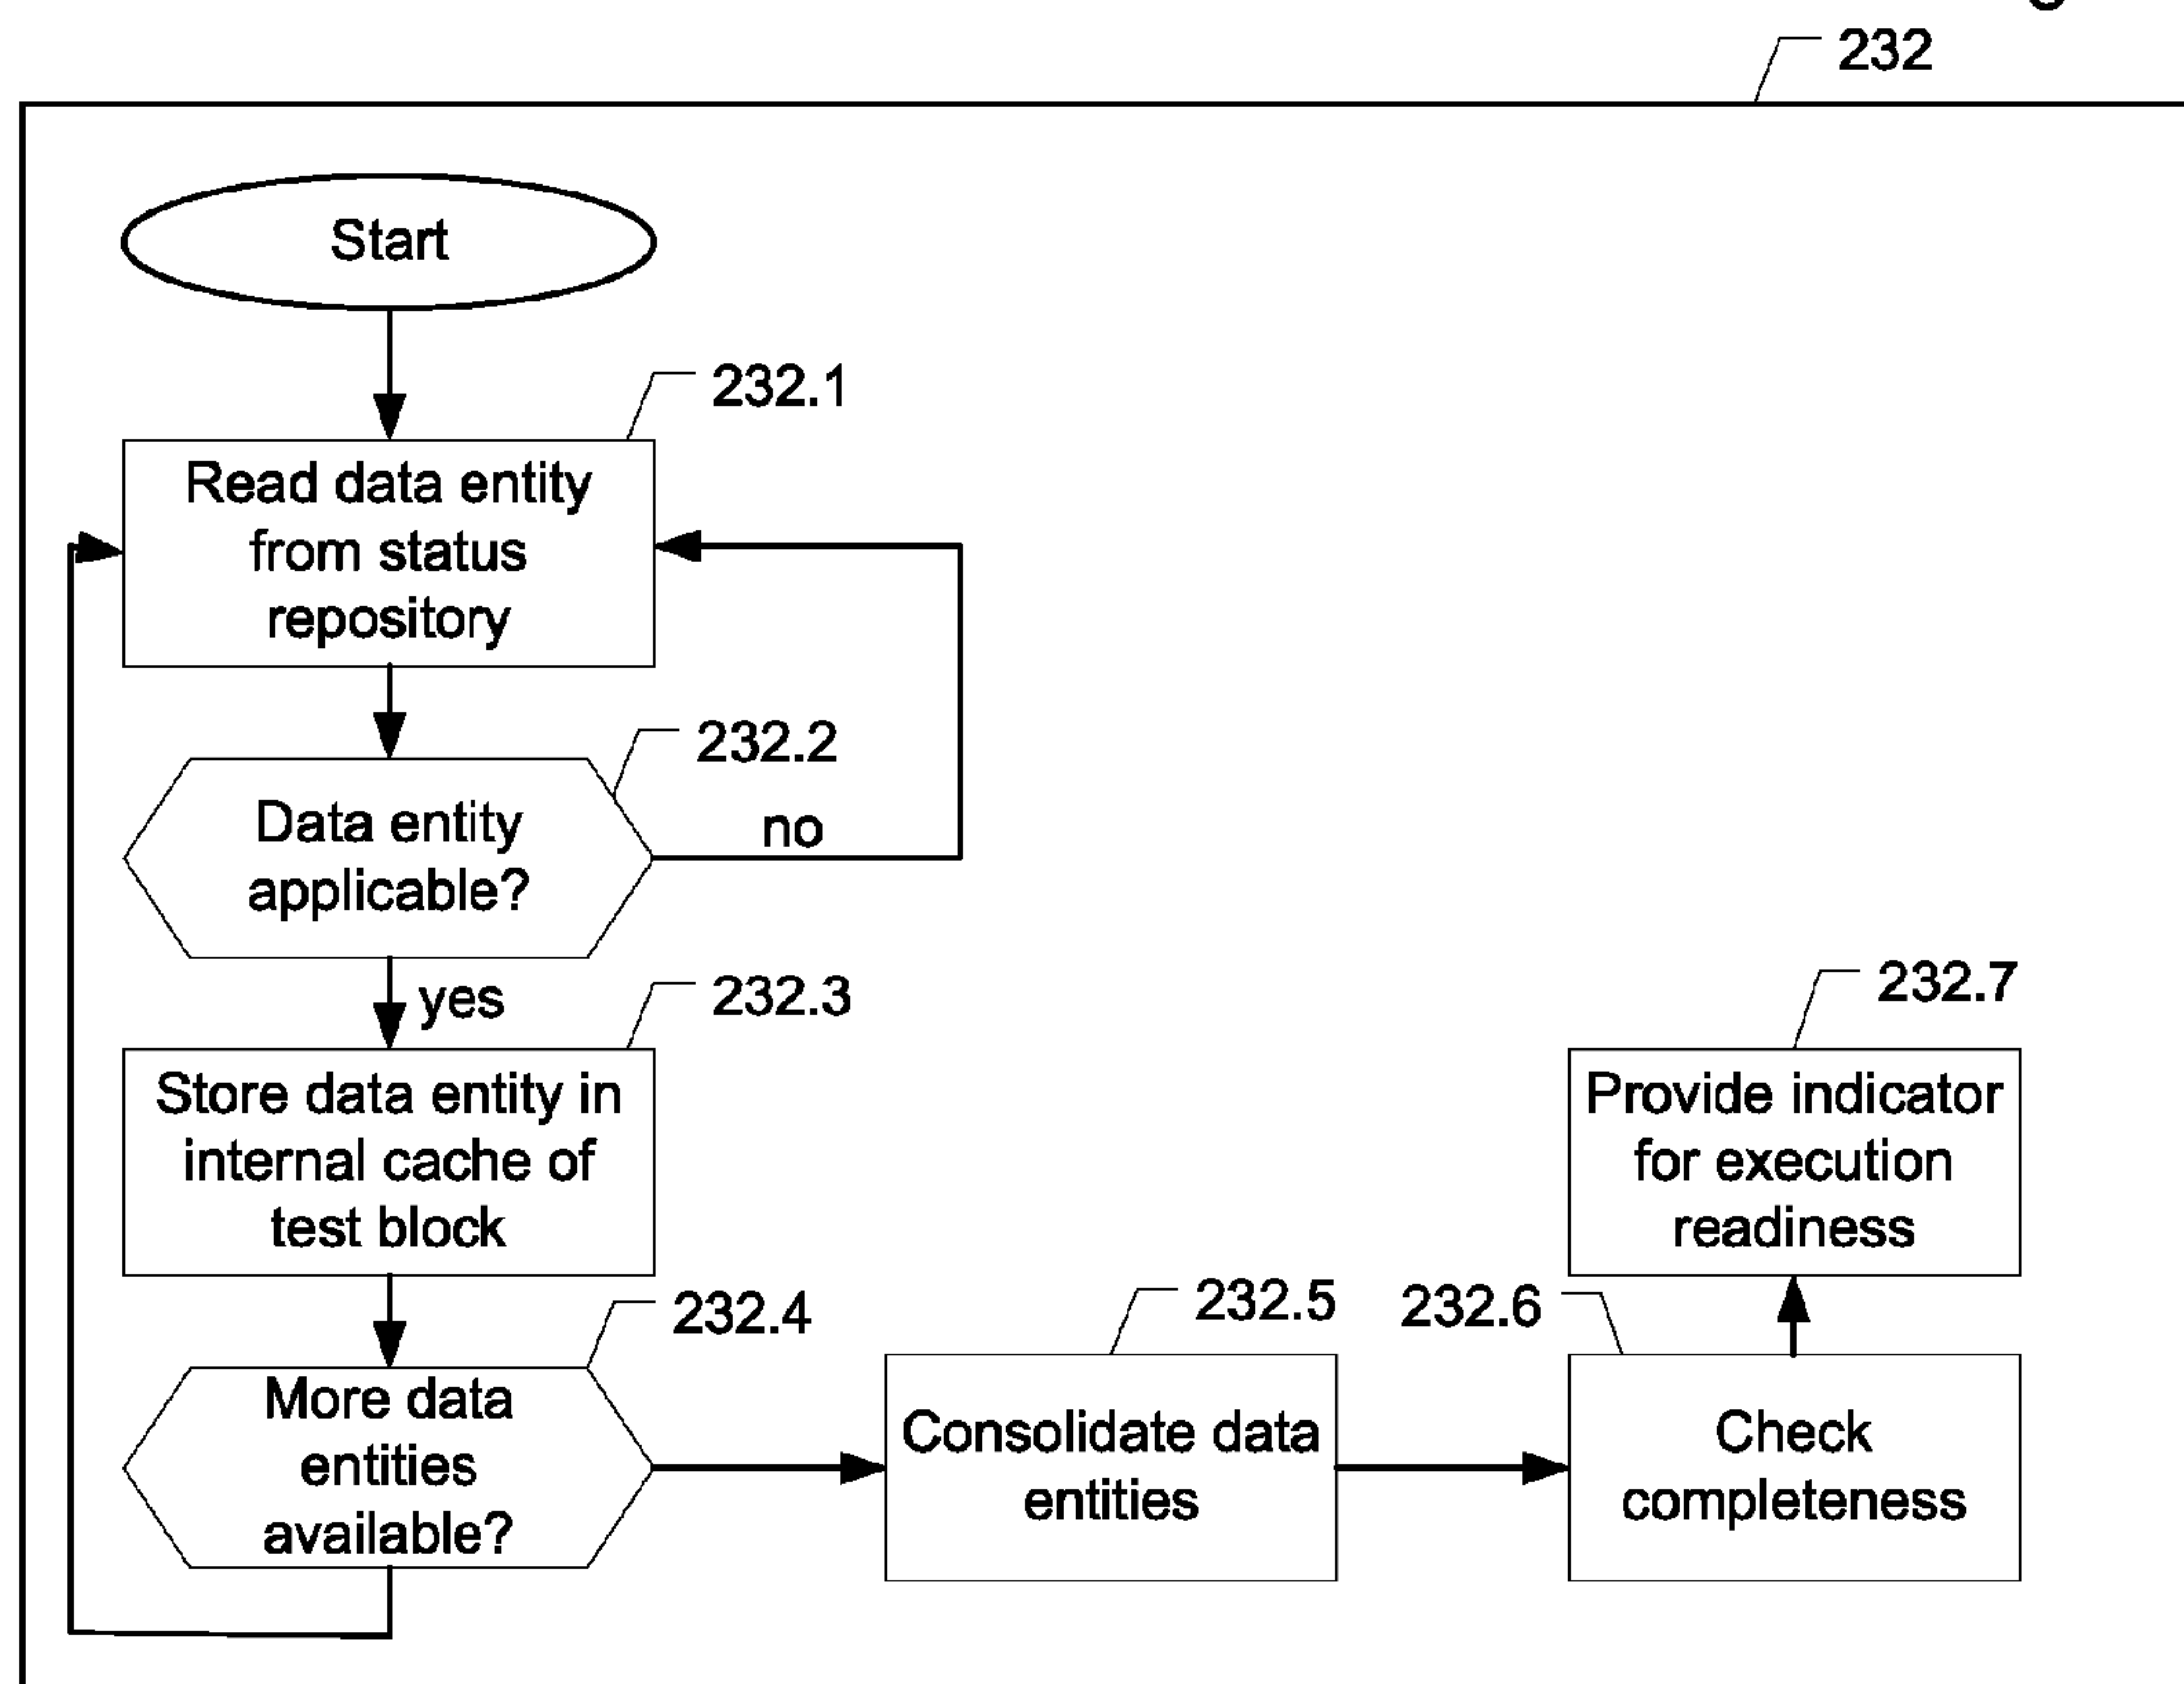 232
Start
232.1
Read data entity
from status
repository
232.2
Data entity
applicable?
no
yes
232.3
Store data entity in
internal cache of
test block
232.4
More data
entities
available?
232.5
Consolidate data
entities
232.6
Check
completeness
232.7
Provide indicator
for execution
readiness